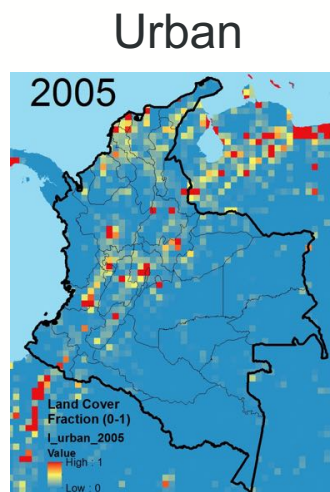 Urban
2005
Land Cover
Fraction (0-1)
l_urban_2005
Value
High : 1
Low : 0